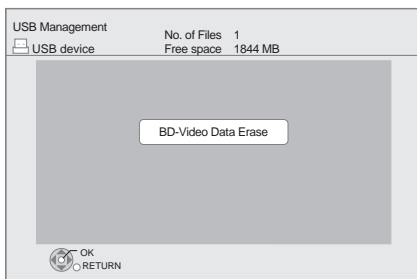 USB Management
No. of Files 1
USB device
Free space 1844 MB
BD-Video Data Erase
OK
RETURN